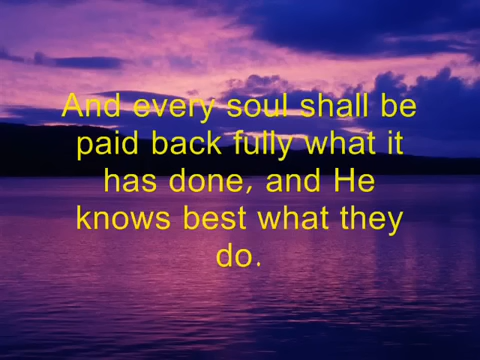 And every soul shall be
paid back fully what it
has done, and He
knows best what they
do.